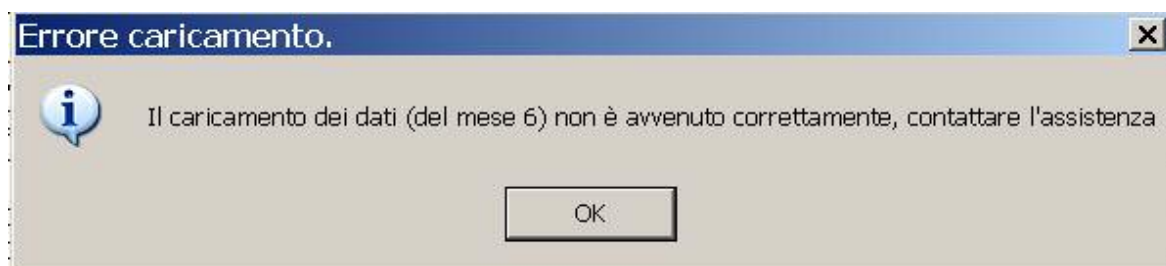 Errore caricamento.
Il caricamento dei dati (del mese 6) non è avvenuto correttamente, contattare l'assistenza
OK